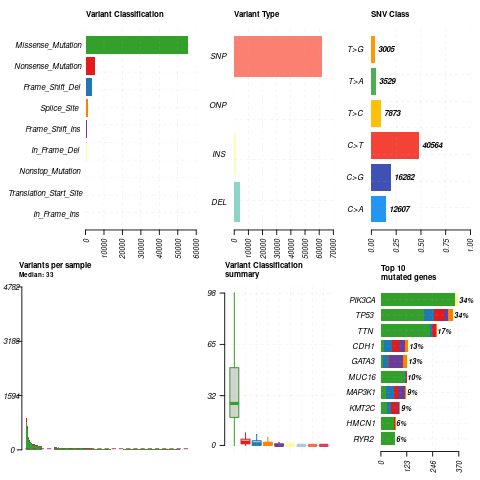 Variant Classification
Missense_Mutation
Nonsense_Mutation
Frame_Shift_Del
Splice_Site
Frame_Shift_Ins
In_Frame_Del
Nonstop_Mutation
Translation_Start_Site
In_Frame_Ins
0
10000
20000
30000
40000
50000
60000
Variant Type
SNP
ONP
INS
DEL
0
10000
20000
30000
40000
50000
60000
70000
SNV Class
T>G 3005
T>A 3529
T>C 7873
C>T 40564
C>G 16282
C>A 12607
0.00
0.25
0.50
0.75
1.00
Variants per sample
Median: 33
4782
3188
1594
0
Variant Classification
summary
98
65
32
0
Top 10
mutated genes
PIK3CA 34%
TP53 34%
TTN 17%
CDH1 13%
GATA3 13%
MUC16 10%
MAP3K1 9%
KMT2C 9%
HMCN1 6%
RYR2 6%
0
123
246
370